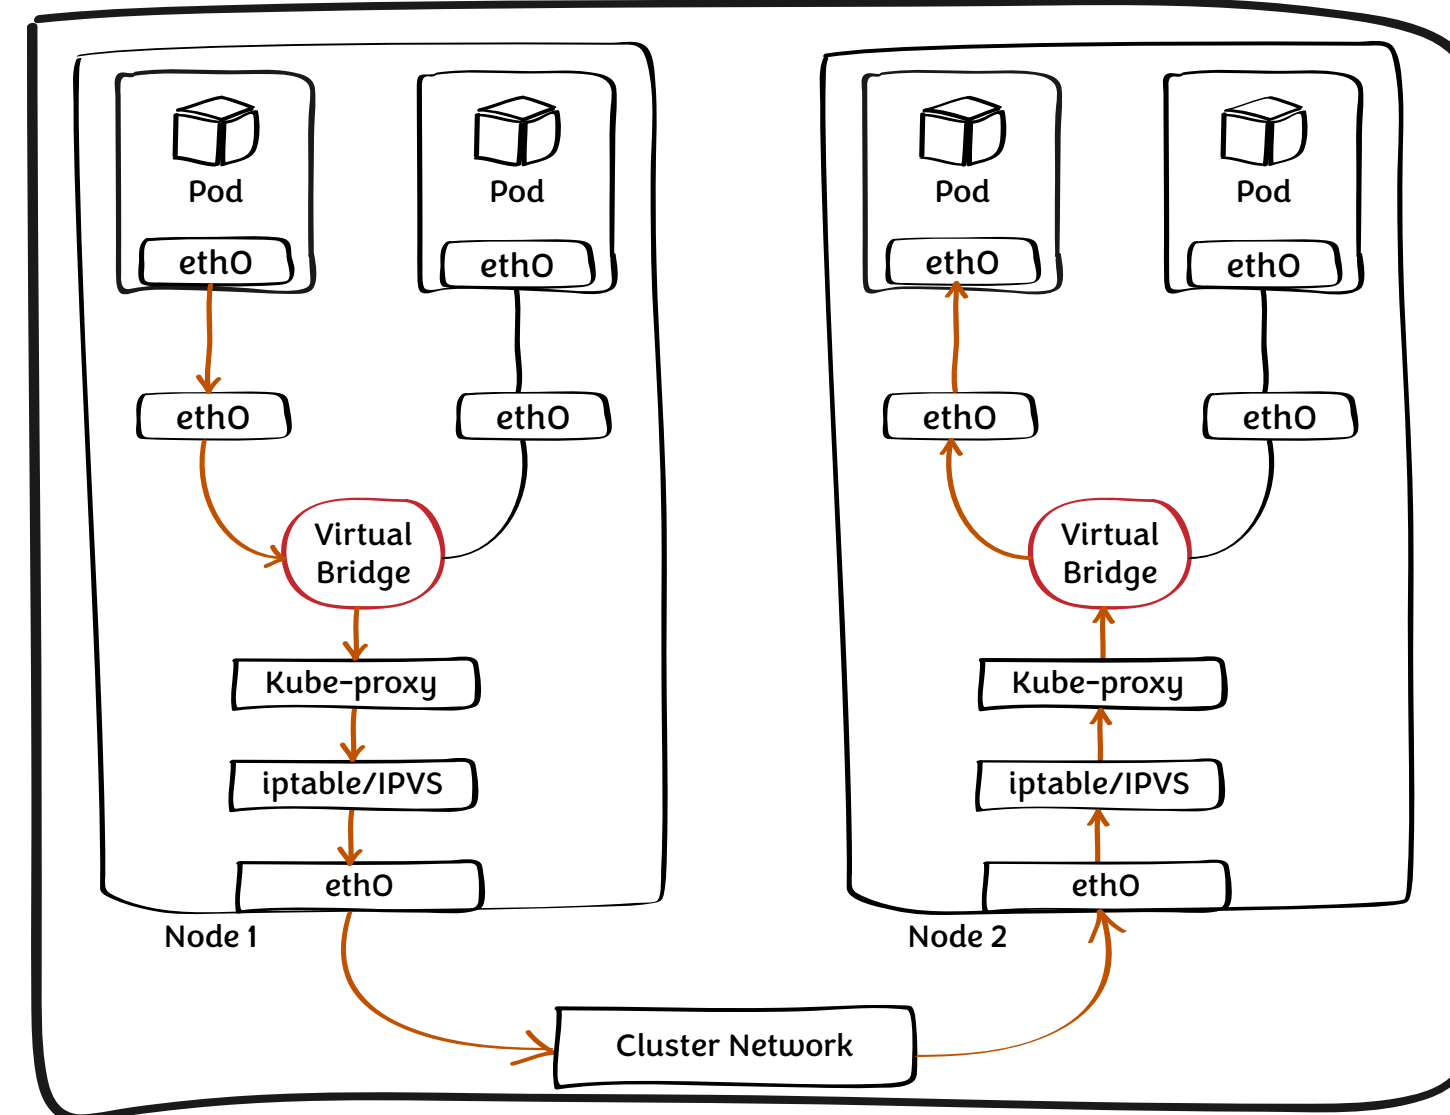 Pod
Pod
eth0
eth0
eth0
eth0
Virtual
Bridge
Kube-proxy
iptable/IPVS
eth0
Node 1
Pod
Pod
eth0
eth0
eth0
eth0
Virtual
Bridge
Kube-proxy
iptable/IPVS
eth0
Node 2
Cluster Network